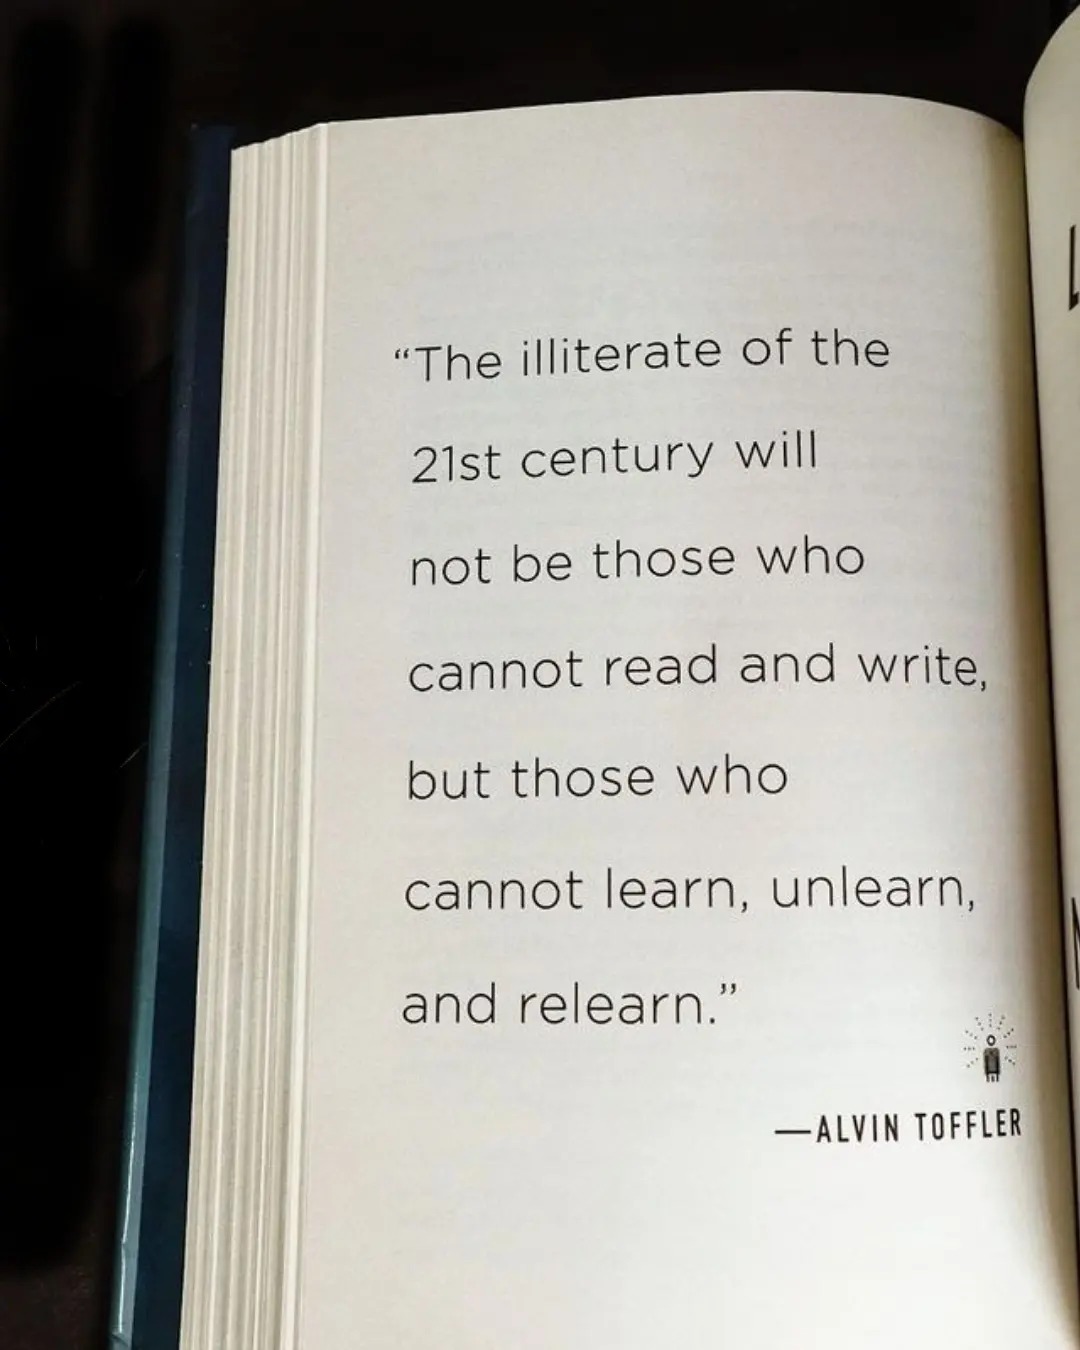 “The illiterate of the
21st century will
not be those who
cannot read and write,
but those who
cannot learn, unlearn,
and relearn.”
—ALVIN TOFFLER